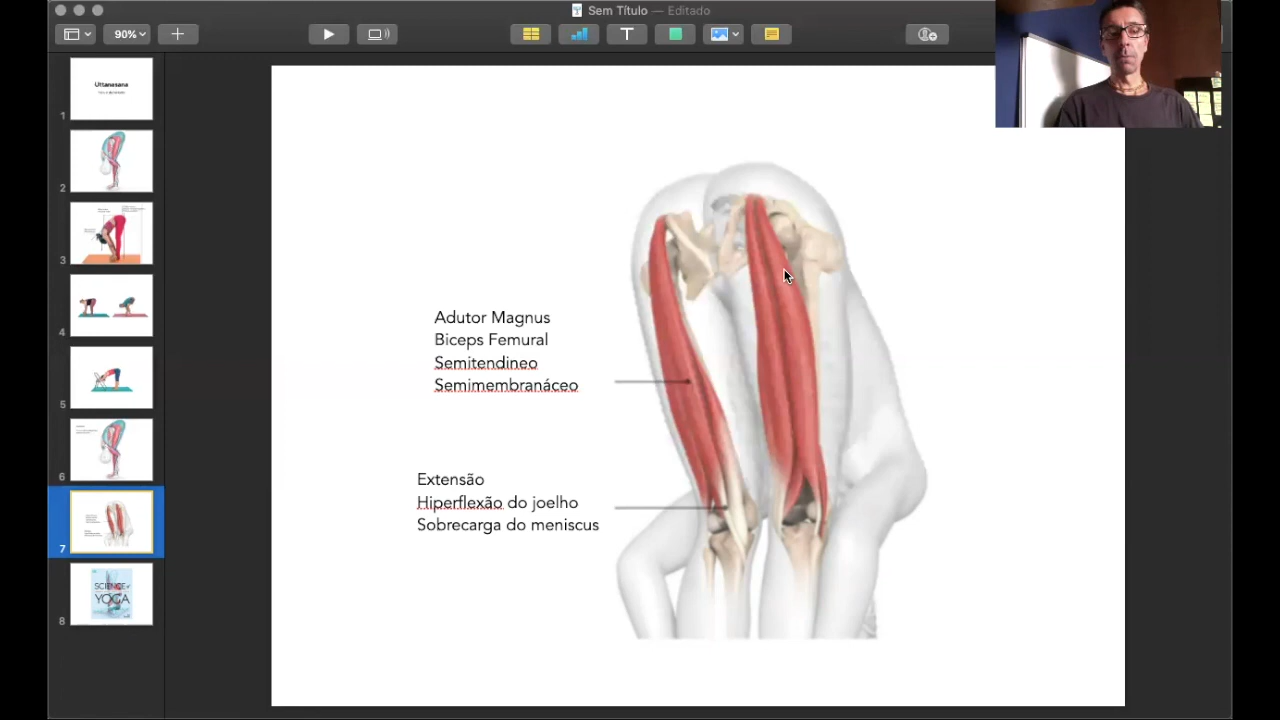 Sem Título — Editado
90%
Uttanasana
1
2
3
4
5
6
7
8
SCIENCE of
YOGA
Adutor Magnus
Biceps Femural
Semitendineo
Semimembranáceo
Extensão
Hiperflexão do joelho
Sobrecarga do meniscus